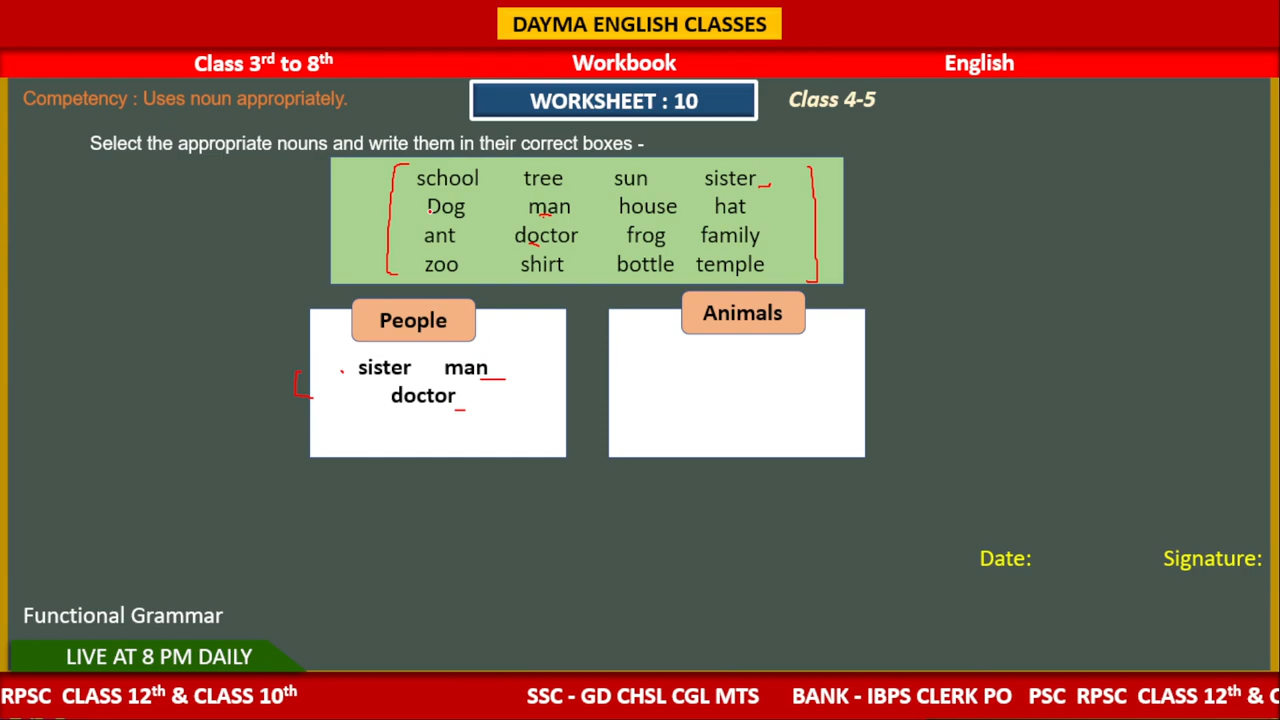 DAYMA ENGLISH CLASSES
Class 3rd to 8th Workbook English
Competency : Uses noun appropriately. WORKSHEET : 10 Class 4-5
Select the appropriate nouns and write them in their correct boxes -
school tree sun sister
Dog man house hat
ant doctor frog family
zoo shirt bottle temple
People Animals
sister man
doctor
Date: Signature:
Functional Grammar
LIVE AT 8 PM DAILY
RPSC CLASS 12th & CLASS 10th SSC - GD CHSL CGL MTS BANK - IBPS CLERK PO PSC RPSC CLASS 12th & C